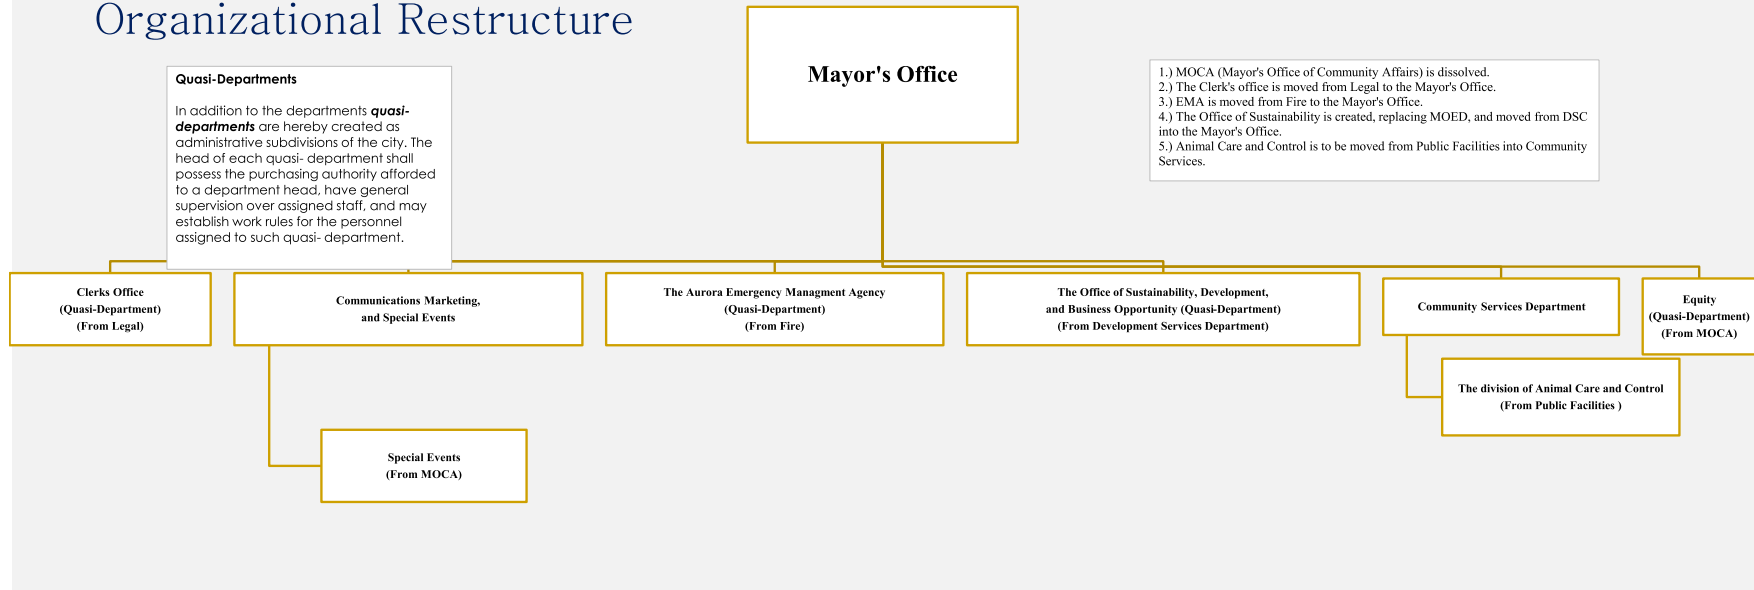 Organizational Restructure
Mayor's Office
Quasi-Departments
In addition to the departments quasi-
departments are hereby created as
administrative subdivisions of the city. The
head of each quasi- department shall
possess the purchasing authority afforded
to a department head, have general
supervision over assigned staff, and may
establish work rules for the personnel
assigned to such quasi- department.
1.) MOCA (Mayor's Office of Community Affairs) is dissolved.
2.) The Clerk's office is moved from Legal to the Mayor's Office.
3.) EMA is moved from Fire to the Mayor's Office.
4.) The Office of Sustainability is created, replacing MOED, and moved from DSC
into the Mayor's Office.
5.) Animal Care and Control is to be moved from Public Facilities into Community
Services.
Clerks Office
(Quasi-Department)
(From Legal)
Communications Marketing,
and Special Events
The Aurora Emergency Managment Agency
(Quasi-Department)
(From Fire)
The Office of Sustainability, Development,
and Business Opportunity (Quasi-Department)
(From Development Services Department)
Community Services Department
Equity
(Quasi-Department)
(From MOCA)
The division of Animal Care and Control
(From Public Facilities )
Special Events
(From MOCA)